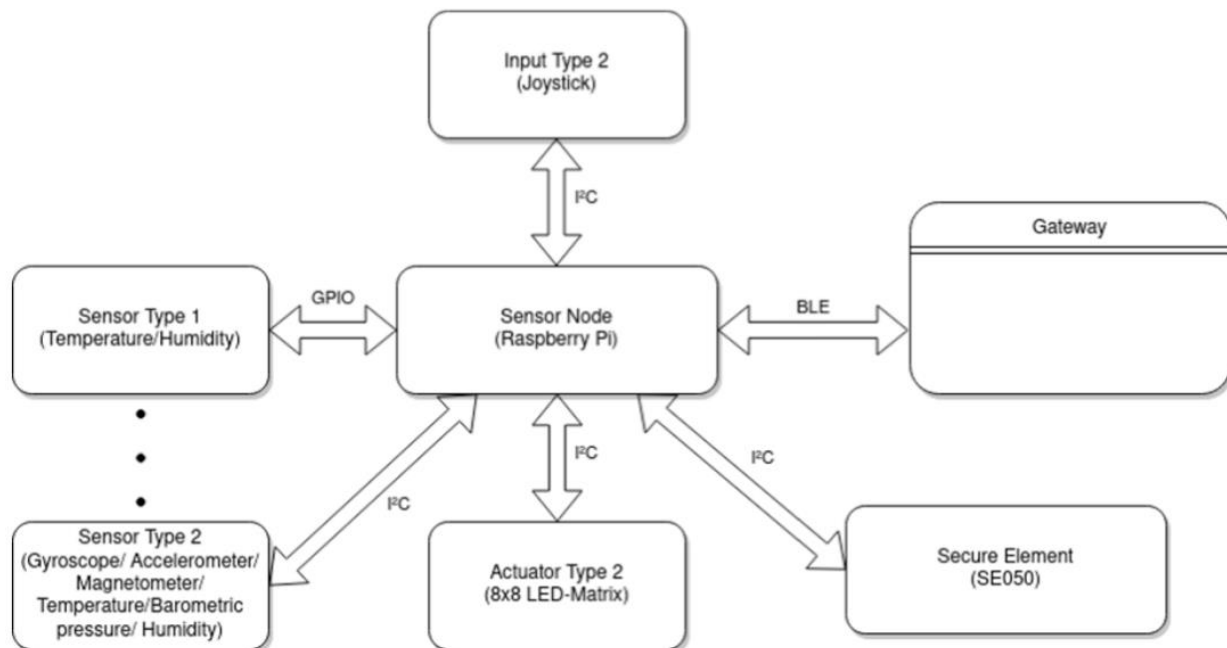 Input Type 2
(Joystick)
I²C
Gateway
Sensor Type 1
(Temperature/Humidity)
GPIO
Sensor Node
(Raspberry Pi)
BLE
I²C
I²C
I²C
Sensor Type 2
(Gyroscope/ Accelerometer/
Magnetometer/
Temperature/Barometric
pressure/ Humidity)
Actuator Type 2
(8x8 LED-Matrix)
Secure Element
(SE050)